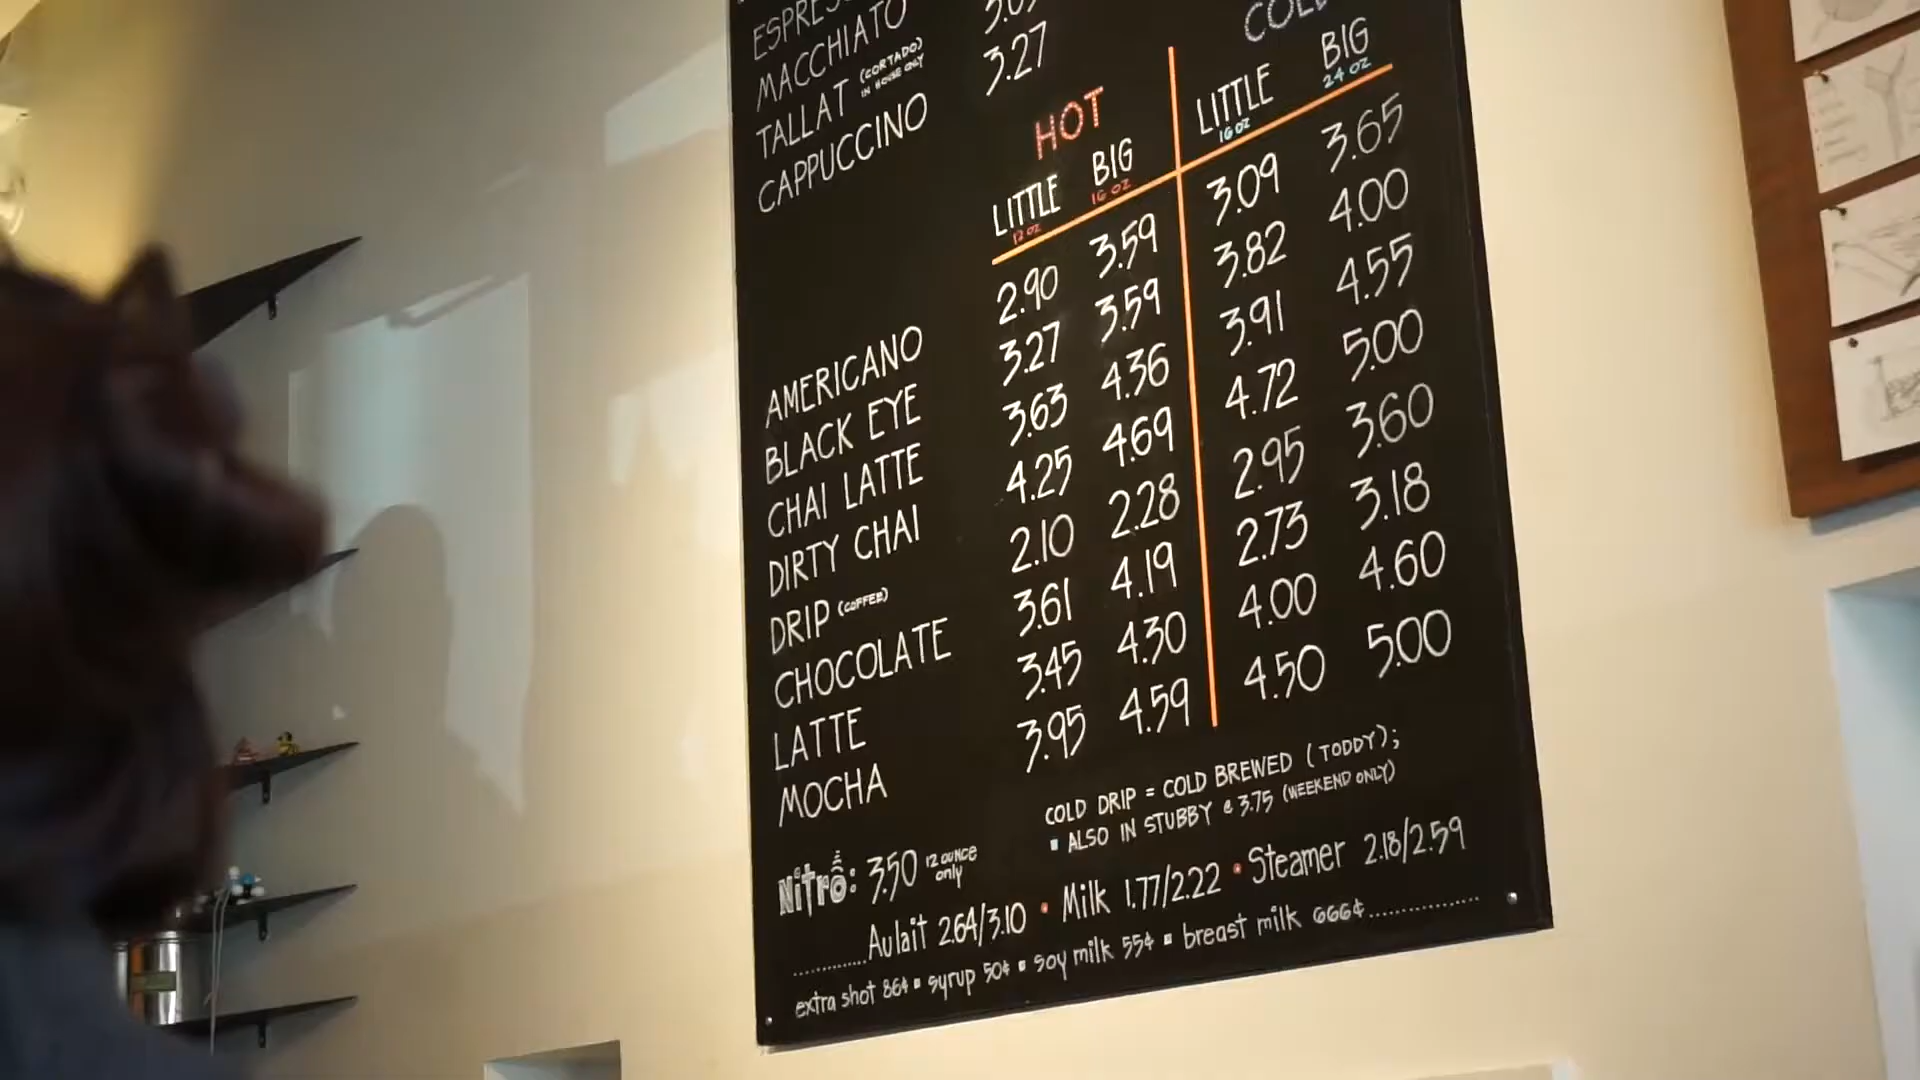 MACCHIATO
TALLAT (CORTADO) IN HOUSE ONLY 3.27
CAPPUCCINO
HOT
LITTLE 12 OZ BIG 16 OZ LITTLE 16 OZ BIG 24 OZ
AMERICANO 2.90 3.59 3.09 3.65
BLACK EYE 3.27 3.59 3.82 4.00
CHAI LATTE 3.63 4.36 3.91 4.55
DIRTY CHAI 4.25 4.69 4.72 5.00
DRIP (COFFEE) 2.10 2.28 2.95 3.60
CHOCOLATE 3.61 4.19 2.73 3.18
LATTE 3.45 4.30 4.00 4.60
MOCHA 3.95 4.59 4.50 5.00
COLD DRIP = COLD BREWED (TODDY);
▪ ALSO IN STUBBY @ 3.75 (WEEKEND ONLY)
Nitro: 3.50 12 ounce only
Aulait 2.64/3.10 • Milk 1.77/2.22 • Steamer 2.18/2.59
extra shot 86¢ ▪ syrup 50¢ ▪ soy milk 55¢ ▪ breast milk 666¢